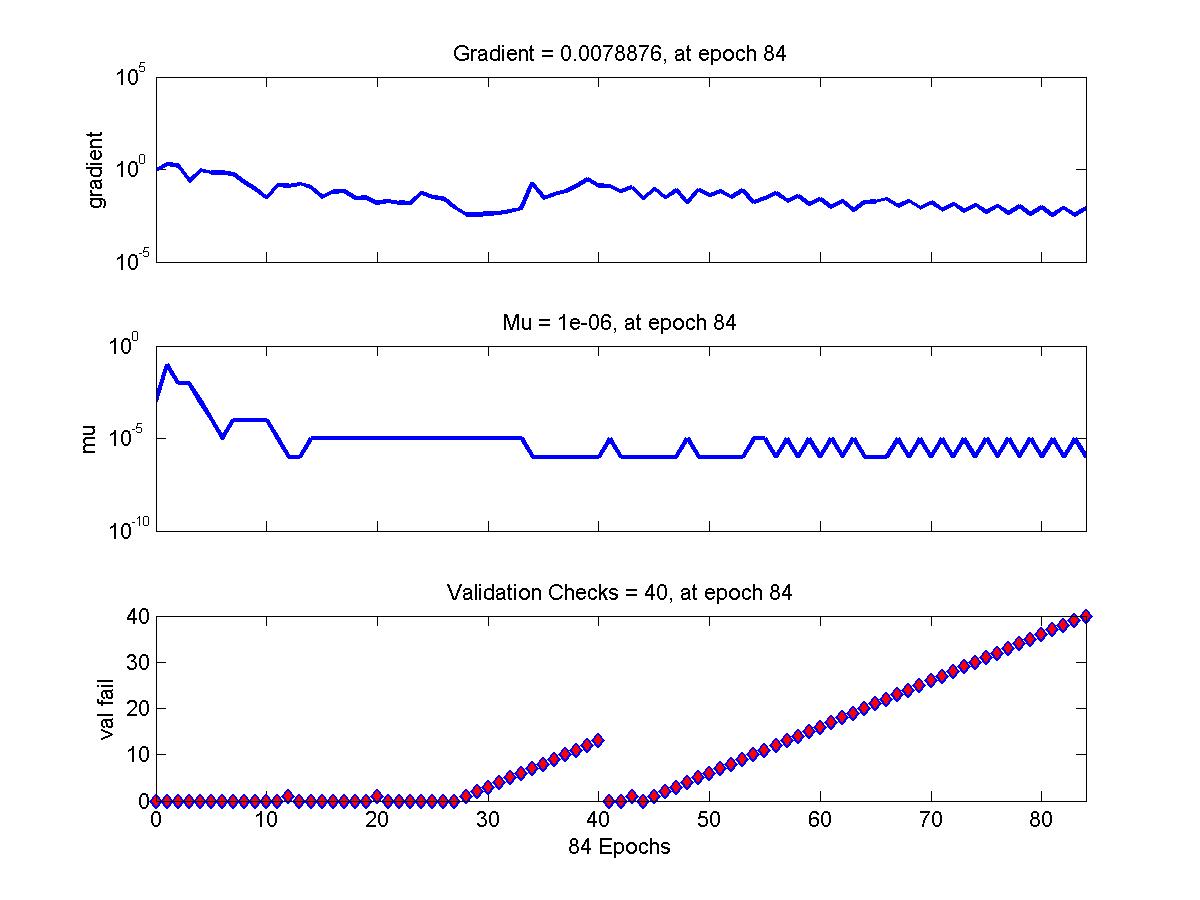 Gradient = 0.0078876, at epoch 84
10^5
10^0
10^-5
gradient
Mu = 1e-06, at epoch 84
10^0
10^-5
10^-10
mu
Validation Checks = 40, at epoch 84
40
30
20
10
0
val fail
0 10 20 30 40 50 60 70 80
84 Epochs